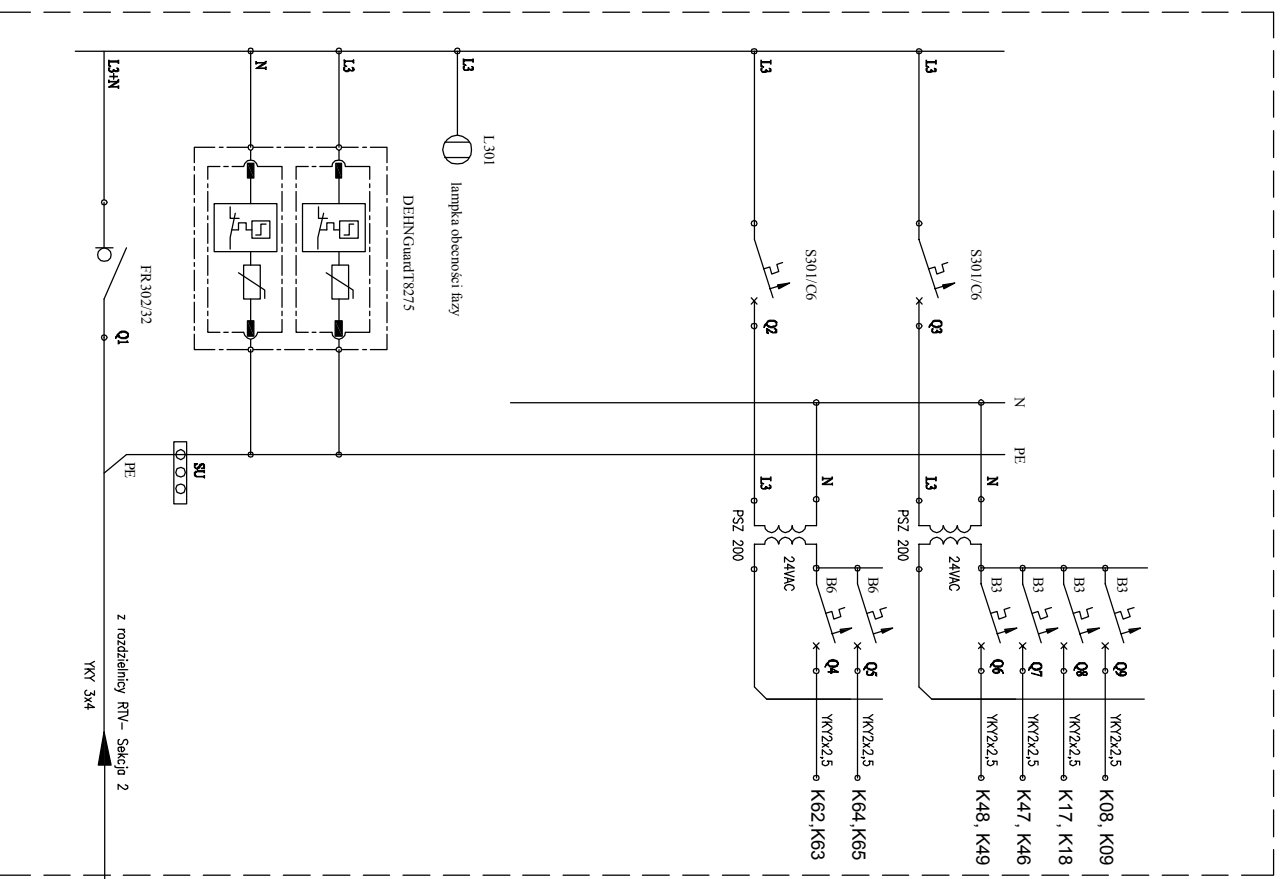 L3+N
N
L3
L3
L3
L3
L301
lampka obecności fazy
DEHNGuardT8275
FR302/32
Q1
S301/C6
Q2
S301/C6
Q3
N
PE
PE
SU
L3
N
L3
N
PSZ 200
24VAC
PSZ 200
24VAC
B6
B6
B3
B3
B3
B3
Q4
Q5
Q6
Q7
Q8
Q9
YKY2x2,5
YKY2x2,5
YKY2x2,5
YKY2x2,5
YKY2x2,5
YKY2x2,5
K62,K63
K64,K65
K48, K49
K47, K46
K17, K18
K08, K09
z rozdzielnicy RTV- Sekcja 2
YKY 3x4